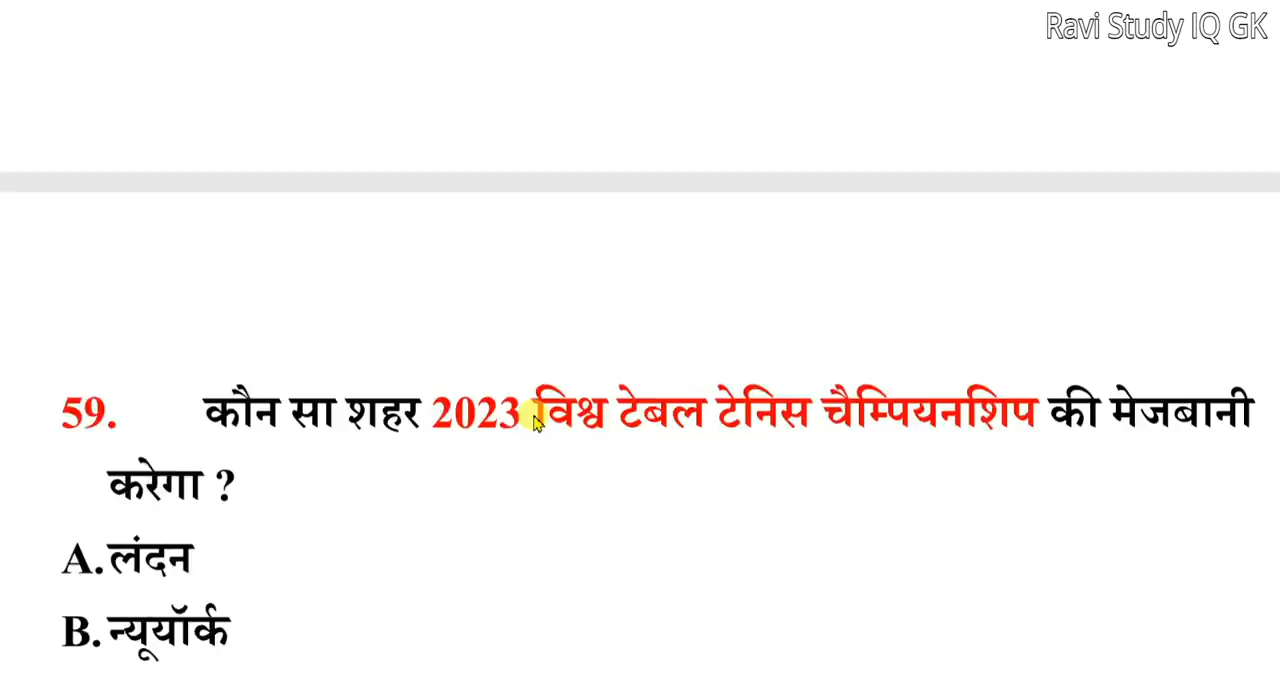 Ravi Study IQ GK
59. कौन सा शहर 2023 विश्व टेबल टेनिस चैम्पियनशिप की मेजबानी
करेगा ?
A. लंदन
B. न्यूयॉर्क